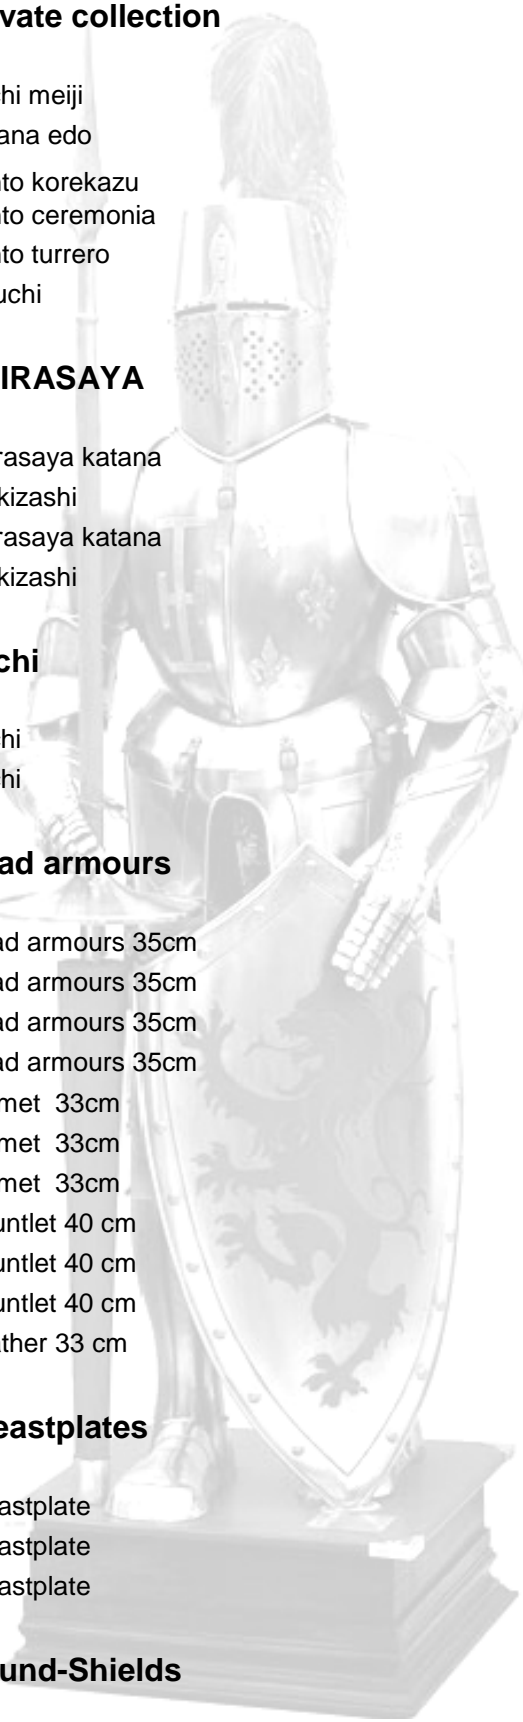 vate collection
hi meiji
ana edo
nto korekazu
nto ceremonia
nto turrero
uchi
IRASAYA
rasaya katana
kizashi
rasaya katana
kizashi
chi
chi
chi
ad armours
ad armours 35cm
ad armours 35cm
ad armours 35cm
ad armours 35cm
met  33cm
met  33cm
met  33cm
untlet 40 cm
untlet 40 cm
untlet 40 cm
ather 33 cm
eastplates
astplate
astplate
astplate
und-Shields